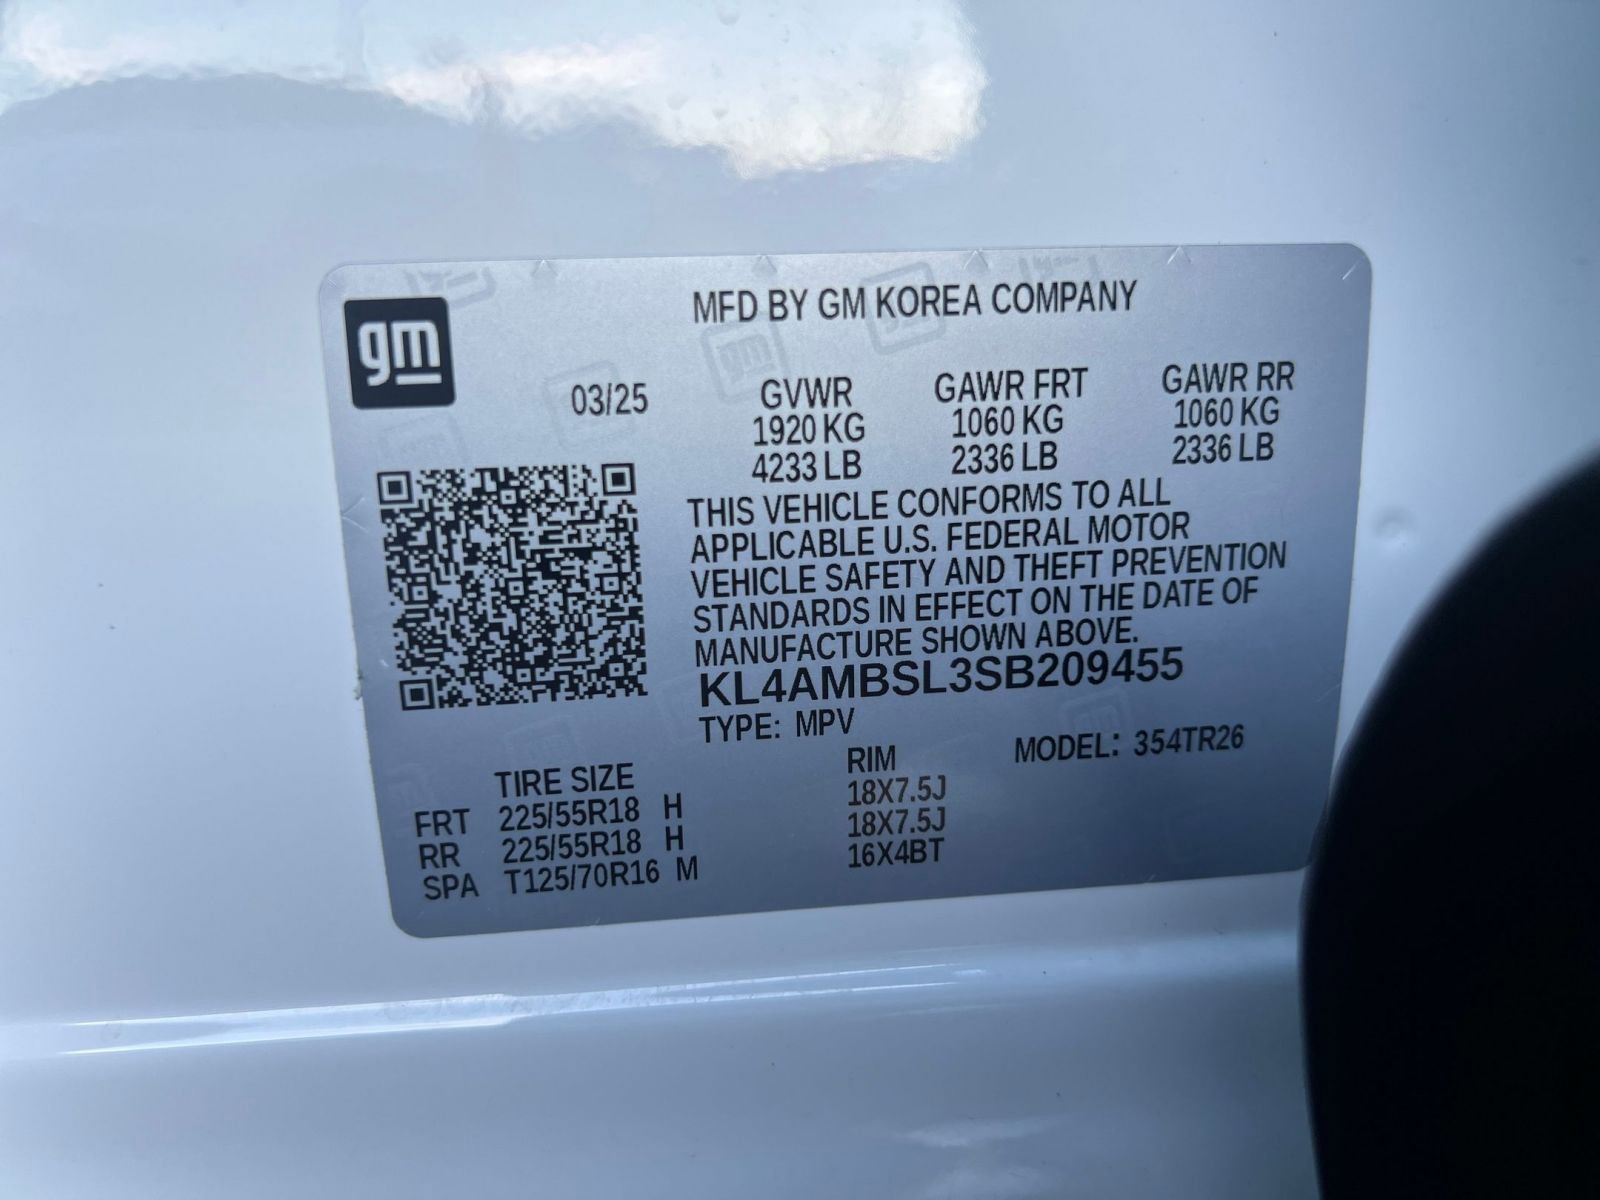 gm
MFD BY GM KOREA COMPANY
03/25 GVWR GAWR FRT GAWR RR
1920 KG 1060 KG 1060 KG
4233 LB 2336 LB 2336 LB
THIS VEHICLE CONFORMS TO ALL
APPLICABLE U.S. FEDERAL MOTOR
VEHICLE SAFETY AND THEFT PREVENTION
STANDARDS IN EFFECT ON THE DATE OF
MANUFACTURE SHOWN ABOVE.
KL4AMBSL3SB209455
TYPE: MPV
MODEL: 354TR26
TIRE SIZE RIM
FRT 225/55R18 H 18X7.5J
RR 225/55R18 H 18X7.5J
SPA T125/70R16 M 16X4BT